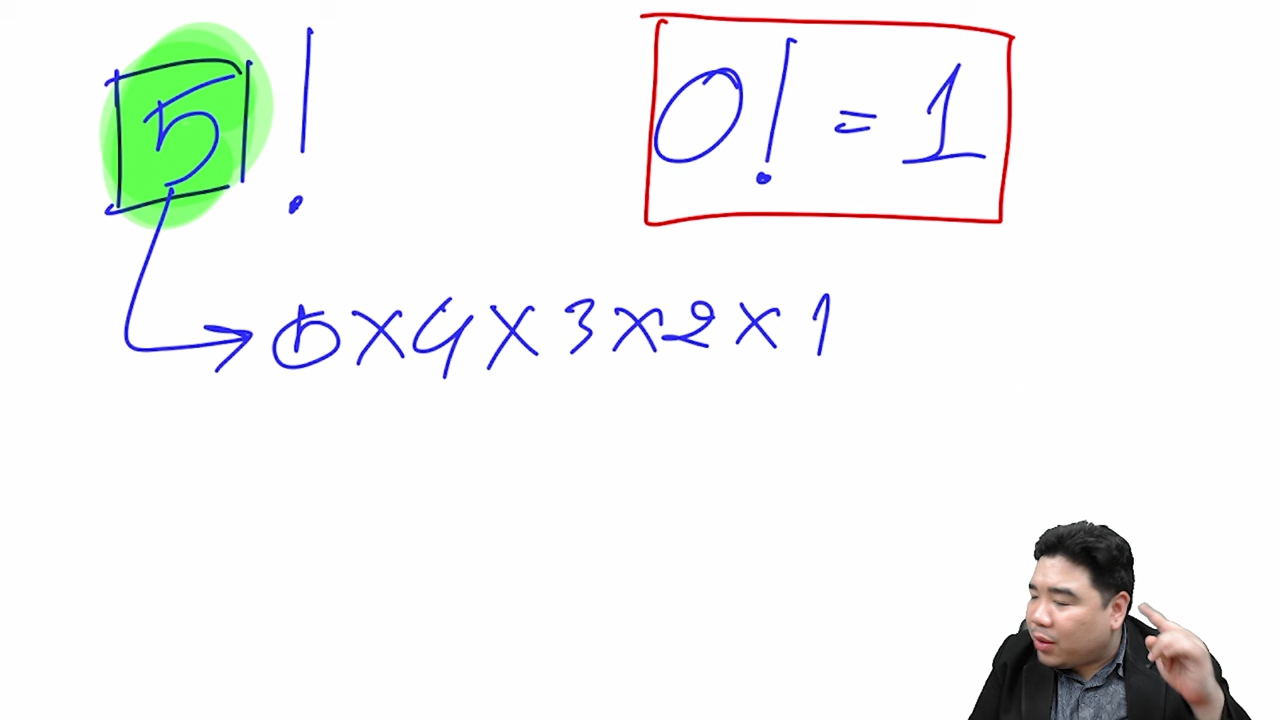 5!
0! = 1
5 × 4 × 3 × 2 × 1